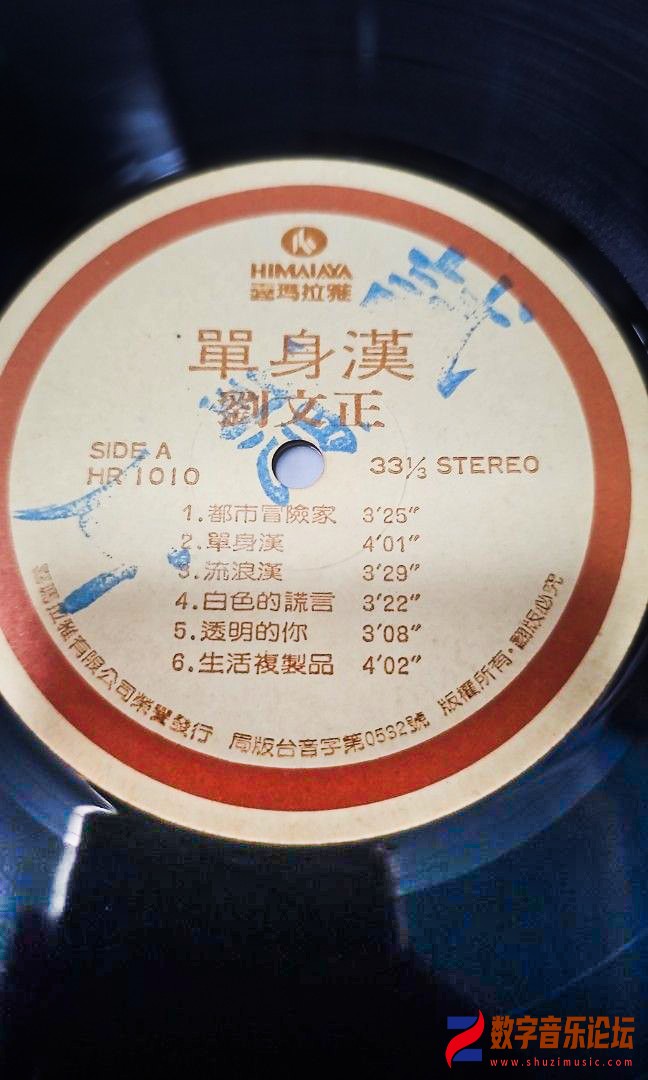 HIMALAYA
喜瑪拉雅
單身漢
劉文正
SIDE A
HR 1010
33⅓ STEREO
1.都市冒險家 3′25″
2.單身漢 4′01″
3.流浪漢 3′29″
4.白色的謊言 3′22″
5.透明的你 3′08″
6.生活複製品 4′02″
喜瑪拉雅有限公司榮譽發行 局版台音字第0592號 版權所有·翻版必究
数字音乐论坛
www.shuzimusic.com